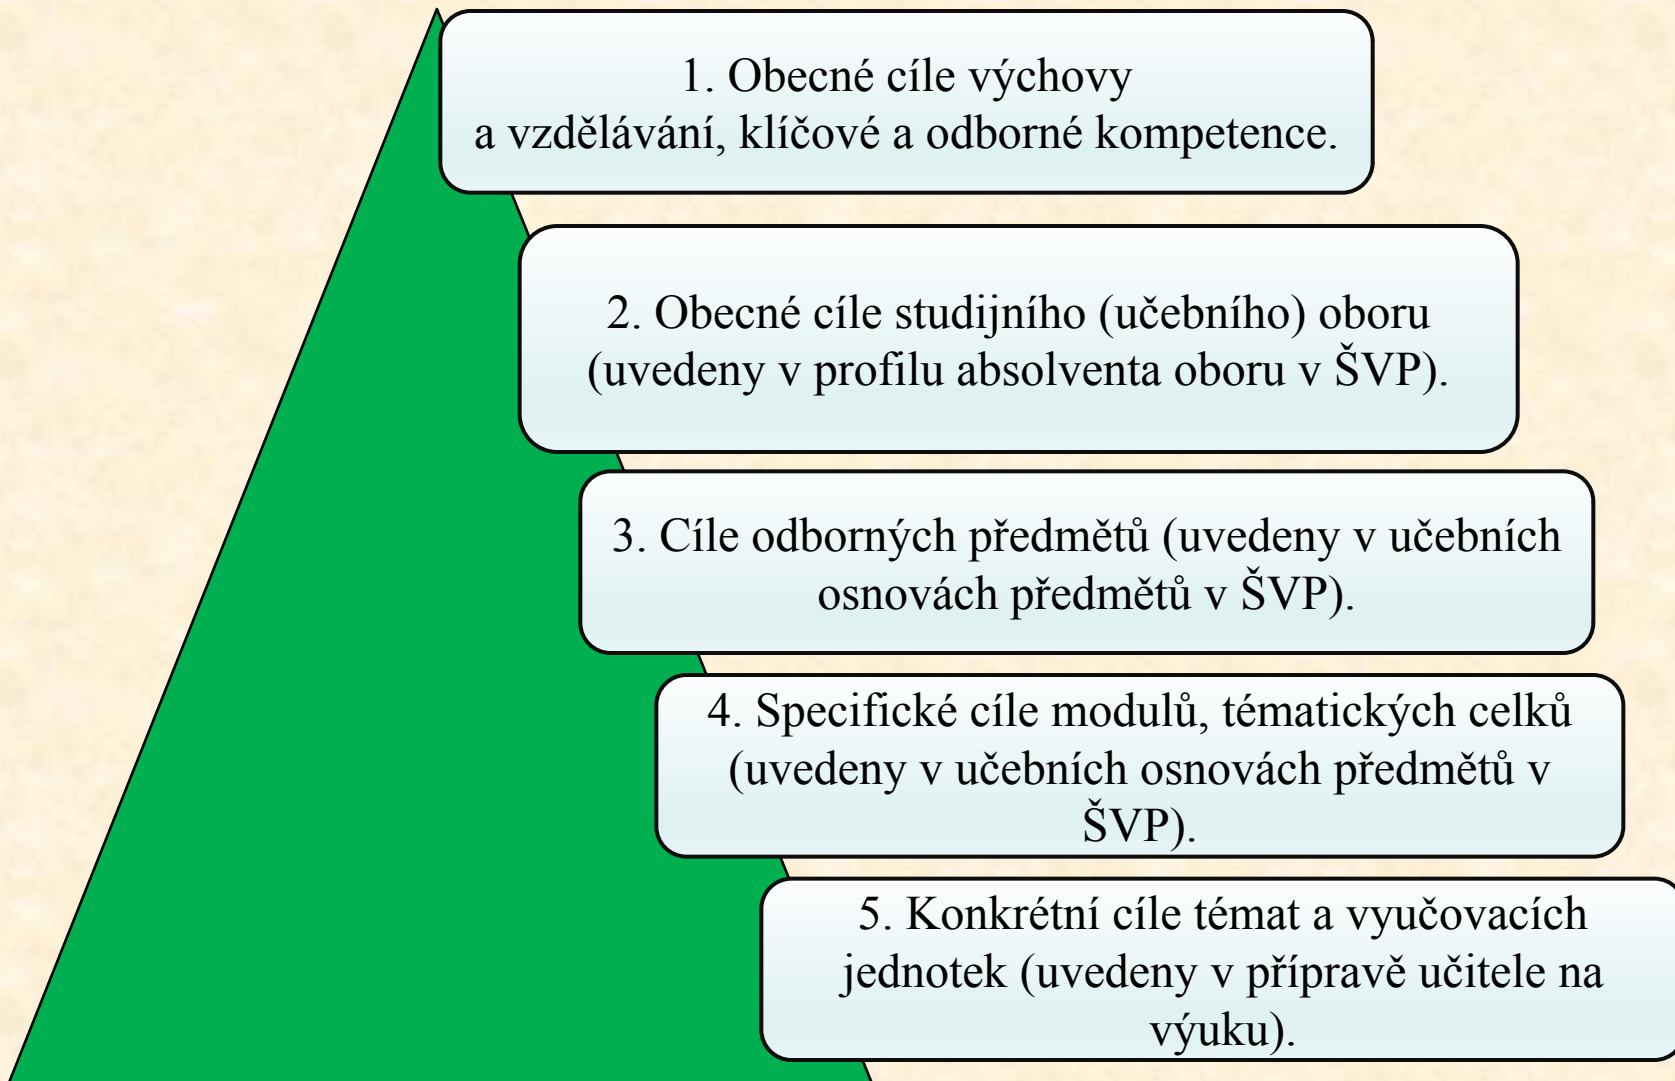 1. Obecné cíle výchovy
a vzdělávání, klíčové a odborné kompetence.
2. Obecné cíle studijního (učebního) oboru
(uvedeny v profilu absolventa oboru v ŠVP).
3. Cíle odborných předmětů (uvedeny v učebních
osnovách předmětů v ŠVP).
4. Specifické cíle modulů, tématických celků
(uvedeny v učebních osnovách předmětů v
ŠVP).
5. Konkrétní cíle témat a vyučovacích
jednotek (uvedeny v přípravě učitele na
výuku).